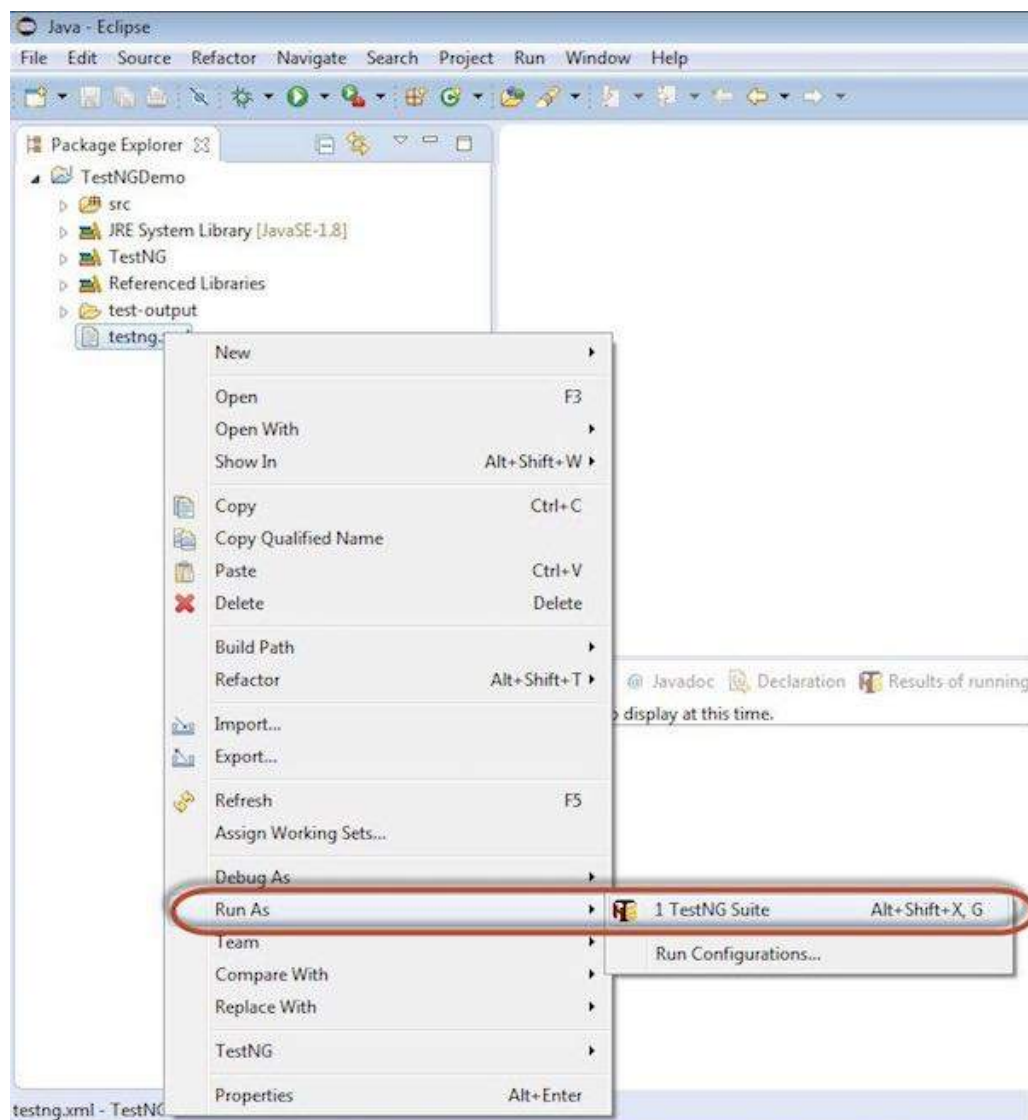 Java - Eclipse
File Edit Source Refactor Navigate Search Project Run Window Help
Package Explorer
TestNGDemo
src
JRE System Library [JavaSE-1.8]
TestNG
Referenced Libraries
test-output
testng.
New
Open F3
Open With
Show In Alt+Shift+W
Copy Ctrl+C
Copy Qualified Name
Paste Ctrl+V
Delete Delete
Build Path
Refactor Alt+Shift+T
@ Javadoc Declaration Results of running
display at this time.
Import...
Export...
Refresh F5
Assign Working Sets...
Debug As
Run As
1 TestNG Suite Alt+Shift+X, G
Team
Run Configurations...
Compare With
Replace With
TestNG
Properties Alt+Enter
testng.xml - TestNG